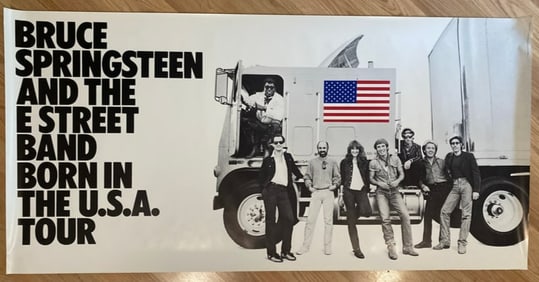 BRUCE
SPRINGSTEEN
AND THE
E STREET
BAND
BORN IN
THE U.S.A.
TOUR